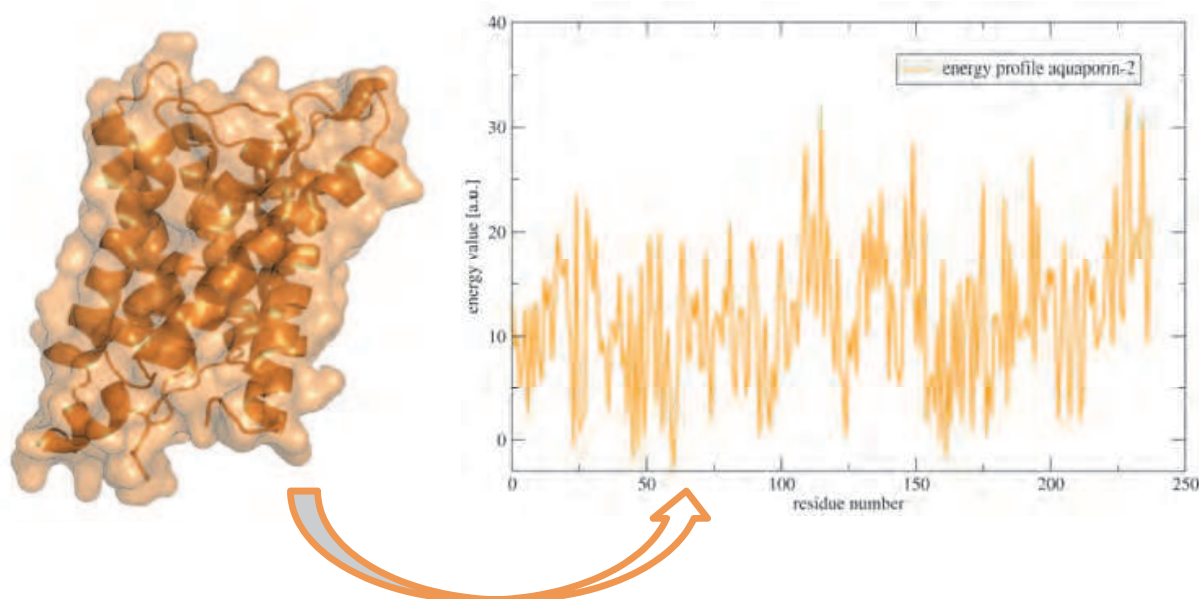 40
energy profile aquaporin-2
30
20
10
0
energy value [a.u.]
0 50 100 150 200 250
residue number